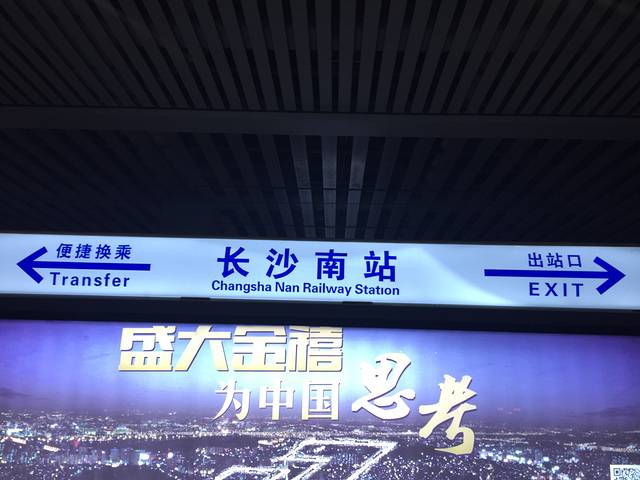 便捷换乘
Transfer
长沙南站
Changsha Nan Railway Station
出站口
EXIT
盛大金禧
为中国思考